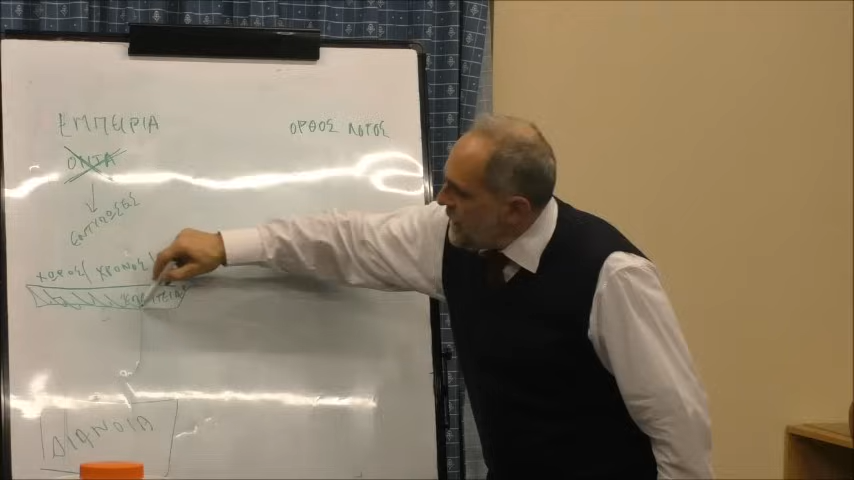 ΕΜΠΕΙΡΙΑ
ΟΡΘΟΣ ΛΟΓΟΣ
ΟΝΤΑ
ΕΝΤΥΠΩΣΕΙΣ
ΧΩΡΟΣ / ΧΡΟΝΟΣ
ΔΙΑΝΟΙΑ